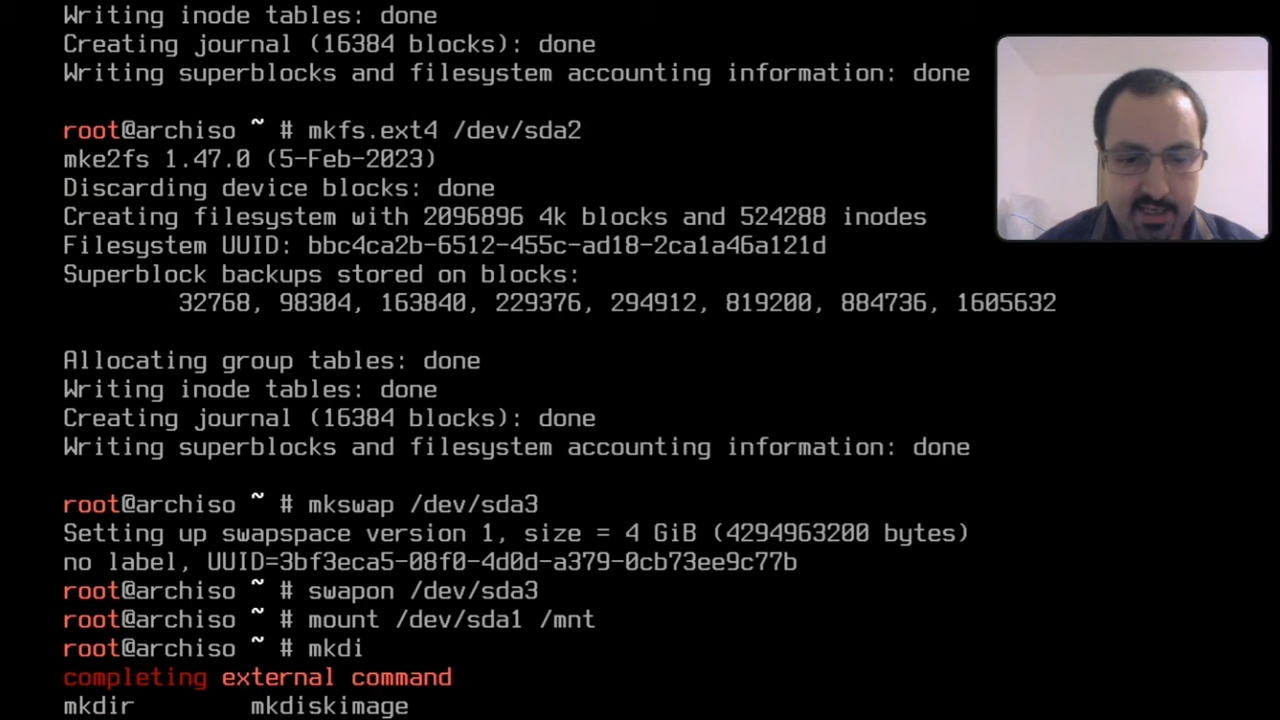 Writing inode tables: done
Creating journal (16384 blocks): done
Writing superblocks and filesystem accounting information: done
root@archiso ~ # mkfs.ext4 /dev/sda2
mke2fs 1.47.0 (5-Feb-2023)
Discarding device blocks: done
Creating filesystem with 2096896 4k blocks and 524288 inodes
Filesystem UUID: bbc4ca2b-6512-455c-ad18-2ca1a46a121d
Superblock backups stored on blocks:
32768, 98304, 163840, 229376, 294912, 819200, 884736, 1605632
Allocating group tables: done
Writing inode tables: done
Creating journal (16384 blocks): done
Writing superblocks and filesystem accounting information: done
root@archiso ~ # mkswap /dev/sda3
Setting up swapspace version 1, size = 4 GiB (4294963200 bytes)
no label, UUID=3bf3eca5-08f0-4d0d-a379-0cb73ee9c77b
root@archiso ~ # swapon /dev/sda3
root@archiso ~ # mount /dev/sda1 /mnt
root@archiso ~ # mkdi
completing external command
mkdir mkdiskimage